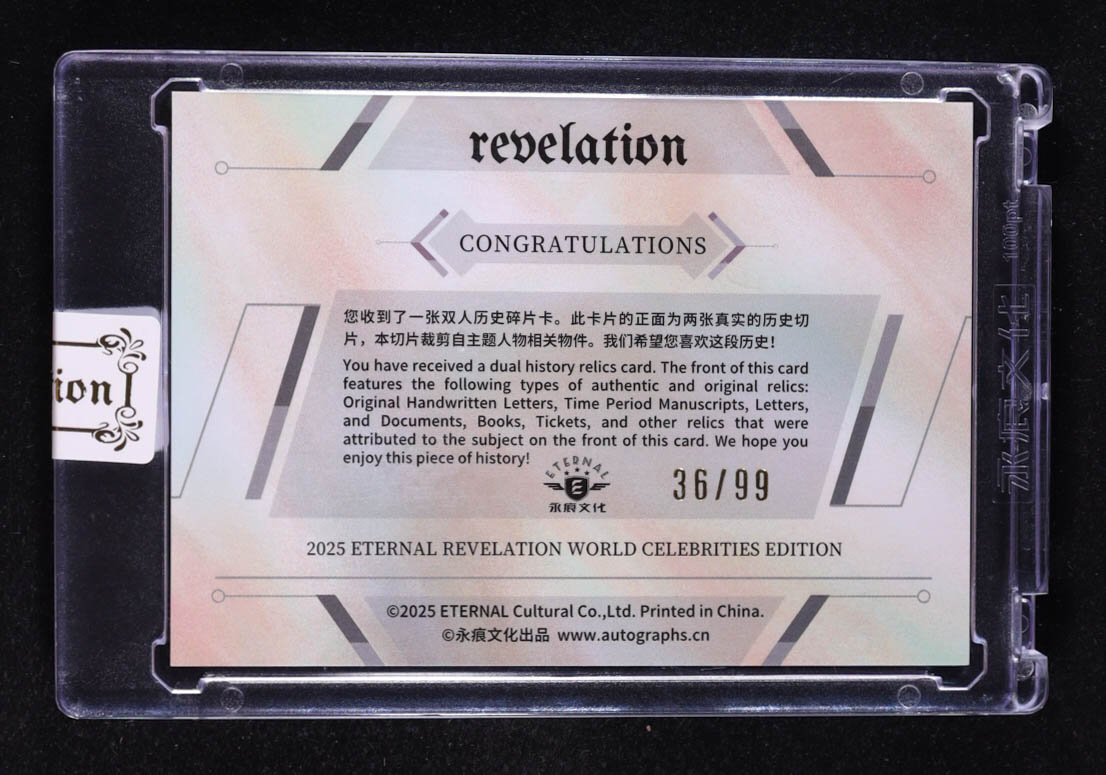 revelation
CONGRATULATIONS
您收到了一张双人历史碎片卡。此卡片的正面为两张真实的历史切
片，本切片裁剪自主题人物相关物件。我们希望您喜欢这段历史！
You have received a dual history relics card. The front of this card
features the following types of authentic and original relics:
Original Handwritten Letters, Time Period Manuscripts, Letters,
and Documents, Books, Tickets, and other relics that were
attributed to the subject on the front of this card. We hope you
enjoy this piece of history!
ETERNAL
永痕文化
36/99
2025 ETERNAL REVELATION WORLD CELEBRITIES EDITION
©2025 ETERNAL Cultural Co.,Ltd. Printed in China.
©永痕文化出品 www.autographs.cn
ion
100pt
永痕文化